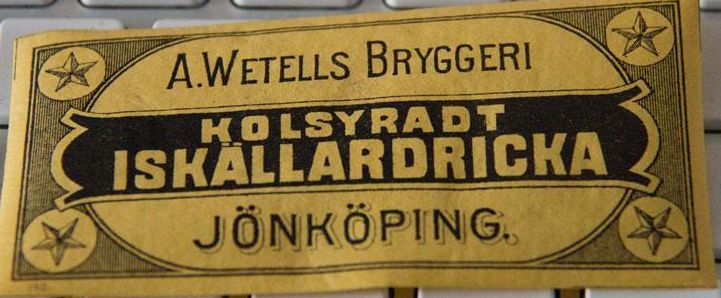 A. WETELLS BRYGGERI
KOLSYRADT
ISKÄLLARDRICKA
JÖNKÖPING.